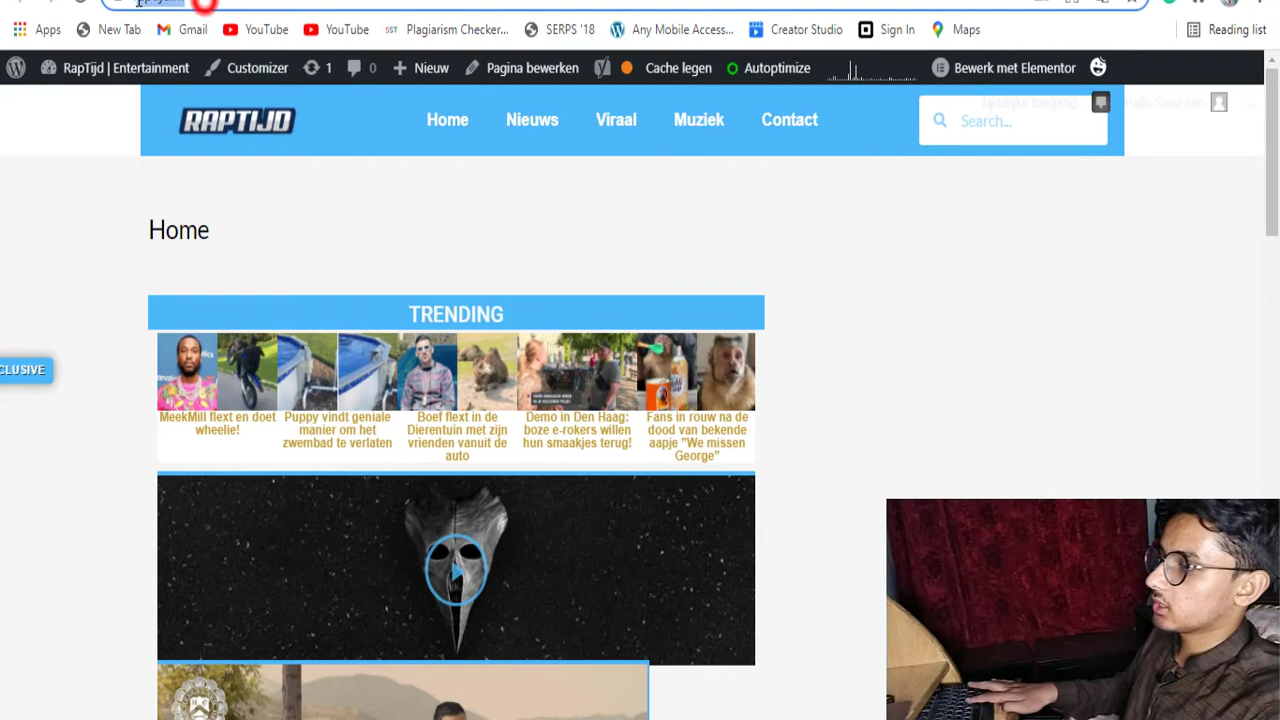 Apps New Tab Gmail YouTube YouTube Plagiarism Checker... SERPS '18 Any Mobile Access... Creator Studio Sign In Maps Reading list
RapTijd | Entertainment Customizer 1 0 Nieuw Pagina bewerken Cache legen Autoptimize Bewerk met Elementor
RAPTIJD Home Nieuws Viraal Muziek Contact Search...
Home
TRENDING
CLUSIVE
MeekMill flext en doet
wheelie!
Puppy vindt geniale
manier om het
zwembad te verlaten
Boef flext in de
Dierentuin met zijn
vrienden vanuit de
auto
Demo in Den Haag:
boze e-rokers willen
hun smaakjes terug!
Fans in rouw na de
dood van bekende
aapje ”We missen
George”